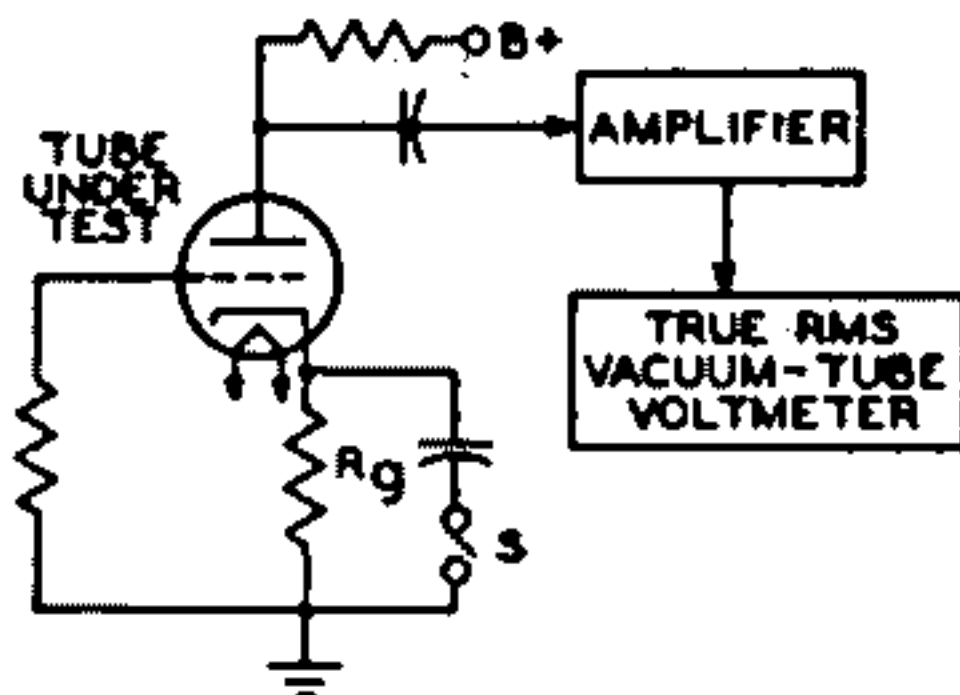 B+
AMPLIFIER
TUBE
UNDER
TEST
TRUE RMS
VACUUM-TUBE
VOLTMETER
Rg
S